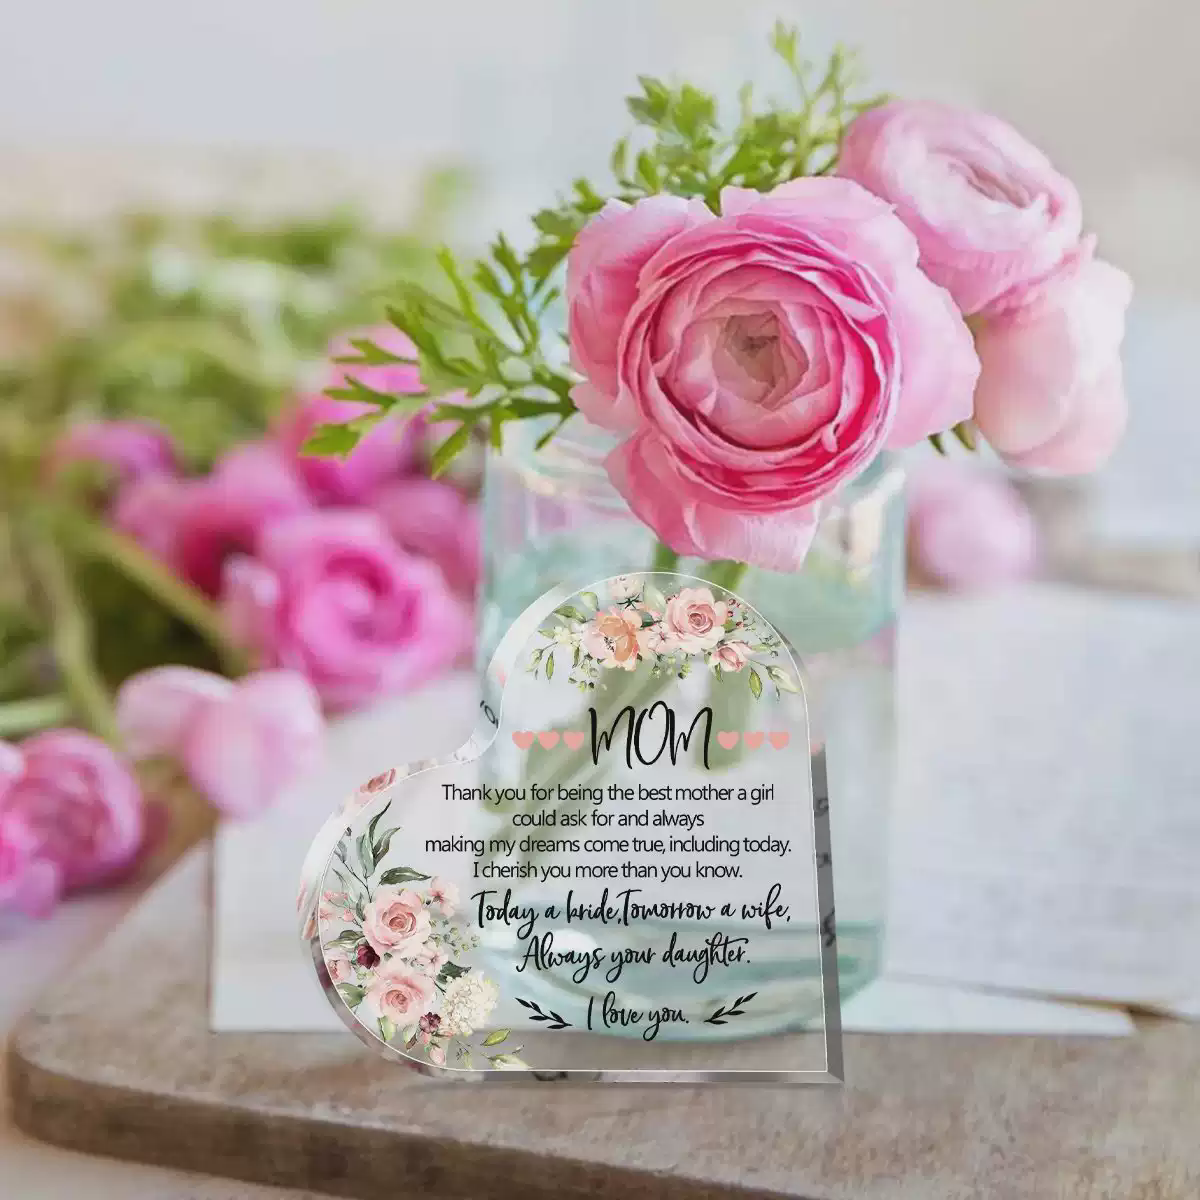 MOM
Thank you for being the best mother a girl
could ask for and always
making my dreams come true, including today.
I cherish you more than you know.
Today a bride,Tomorrow a wife,
Always your daughter.
I love you.